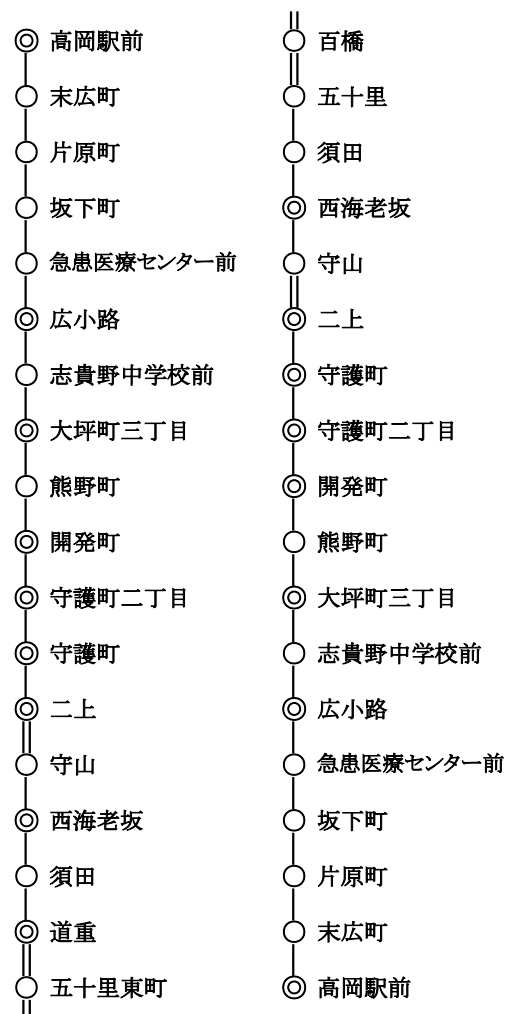 高岡駅前
末広町
片原町
坂下町
急患医療センター前
広小路
志貴野中学校前
大坪町三丁目
熊野町
開発町
守護町二丁目
守護町
二上
守山
西海老坂
須田
道重
五十里東町
百橋
五十里
須田
西海老坂
守山
二上
守護町
守護町二丁目
開発町
熊野町
大坪町三丁目
志貴野中学校前
広小路
急患医療センター前
坂下町
片原町
末広町
高岡駅前